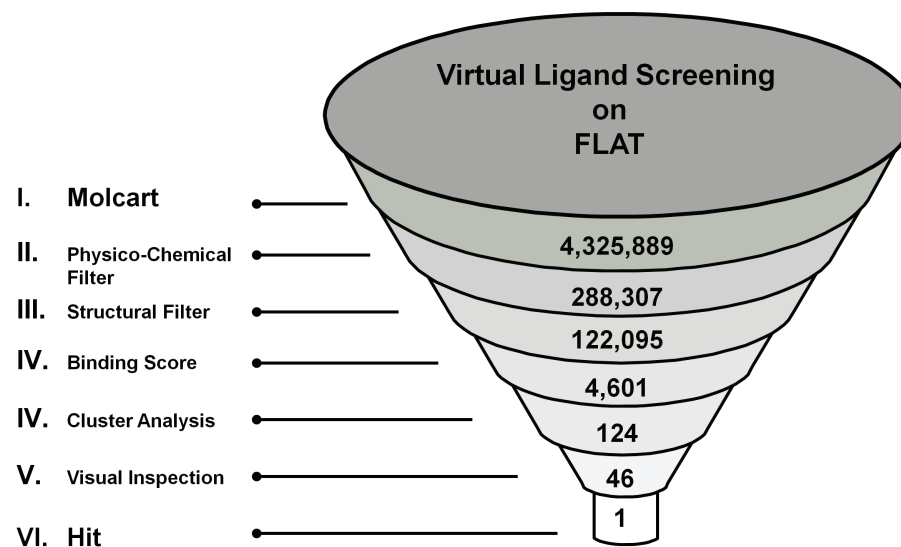 Virtual Ligand Screening
on
FLAT
I. Molcart
4,325,889
II. Physico-Chemical
Filter
288,307
III. Structural Filter
122,095
IV. Binding Score
4,601
IV. Cluster Analysis
124
V. Visual Inspection
46
VI. Hit
1